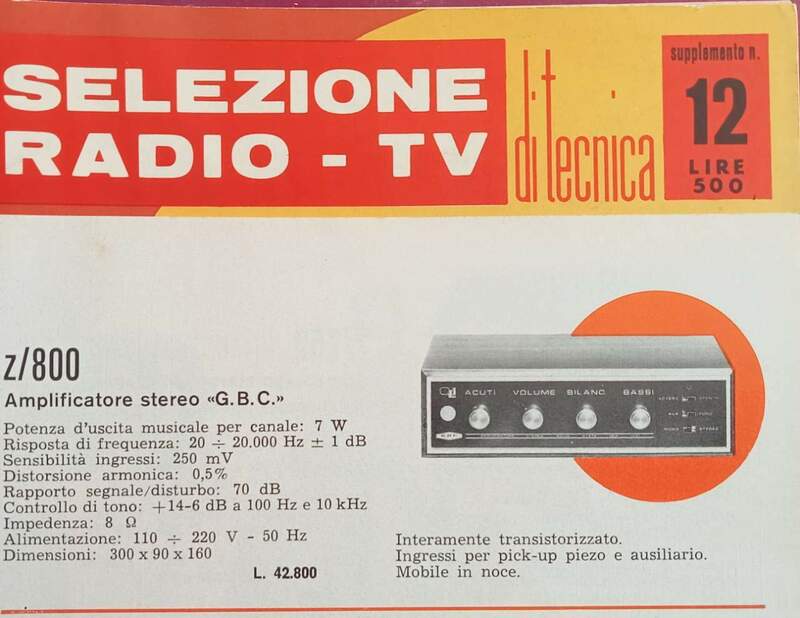 SELEZIONE
RADIO - TV
di tecnica
supplemento n.
12
LIRE
500
z/800
Amplificatore stereo «G.B.C.»
Potenza d'uscita musicale per canale: 7 W
Risposta di frequenza: 20 ÷ 20.000 Hz ± 1 dB
Sensibilità ingressi: 250 mV
Distorsione armonica: 0,5%
Rapporto segnale/disturbo: 70 dB
Controllo di tono: +14-6 dB a 100 Hz e 10 kHz
Impedenza: 8 Ω
Alimentazione: 110 ÷ 220 V - 50 Hz
Dimensioni: 300 x 90 x 160
L. 42.800
ACUTI VOLUME BILANC BASSI
MONO STEREO
Interamente transistorizzato.
Ingressi per pick-up piezo e ausiliario.
Mobile in noce.